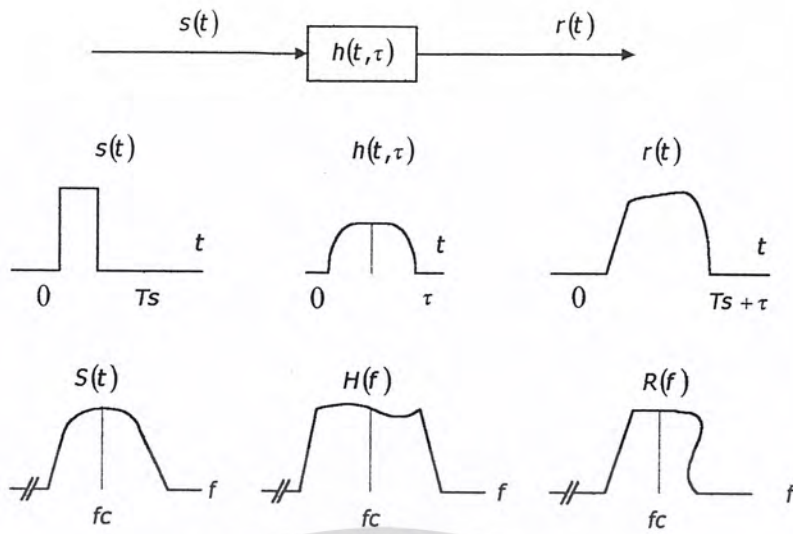 s(t) h(t,τ) r(t)
s(t) h(t,τ) r(t)
t t t
0 Ts 0 τ 0 Ts + τ
S(t) H(f) R(f)
f f f
fc fc fc